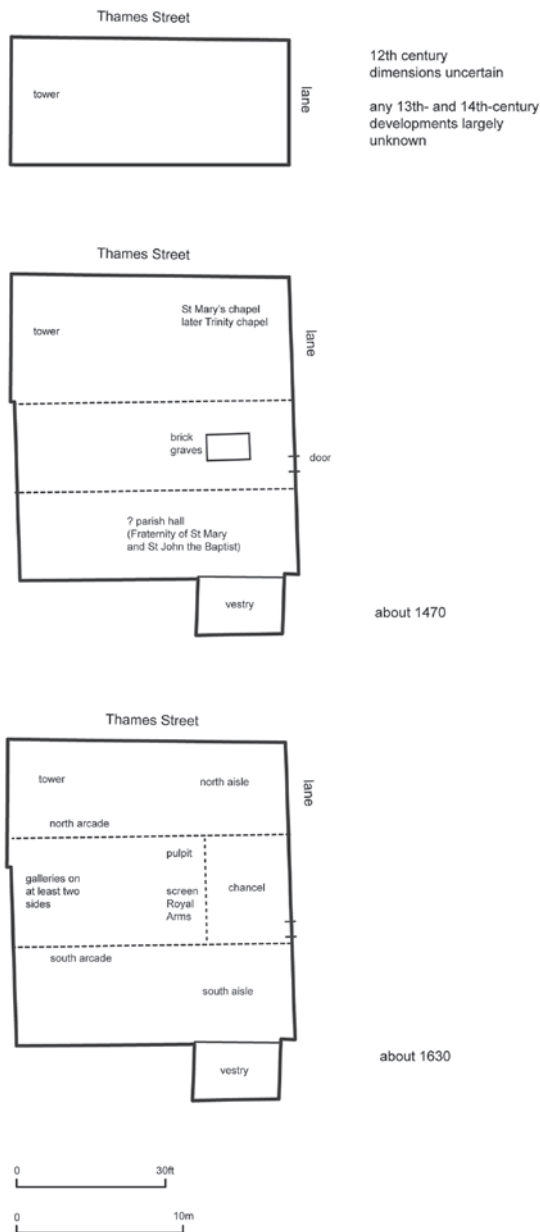 Thames Street
12th century
dimensions uncertain
tower
lane
any 13th- and 14th-century
developments largely
unknown
Thames Street
St Mary's chapel
later Trinity chapel
tower
lane
brick
graves
door
? parish hall
(Fraternity of St Mary
and St John the Baptist)
vestry
about 1470
Thames Street
tower
north aisle
lane
north arcade
pulpit
galleries on
at least two
sides
screen
Royal
Arms
chancel
south arcade
south aisle
about 1630
vestry
0 30ft
0 10m